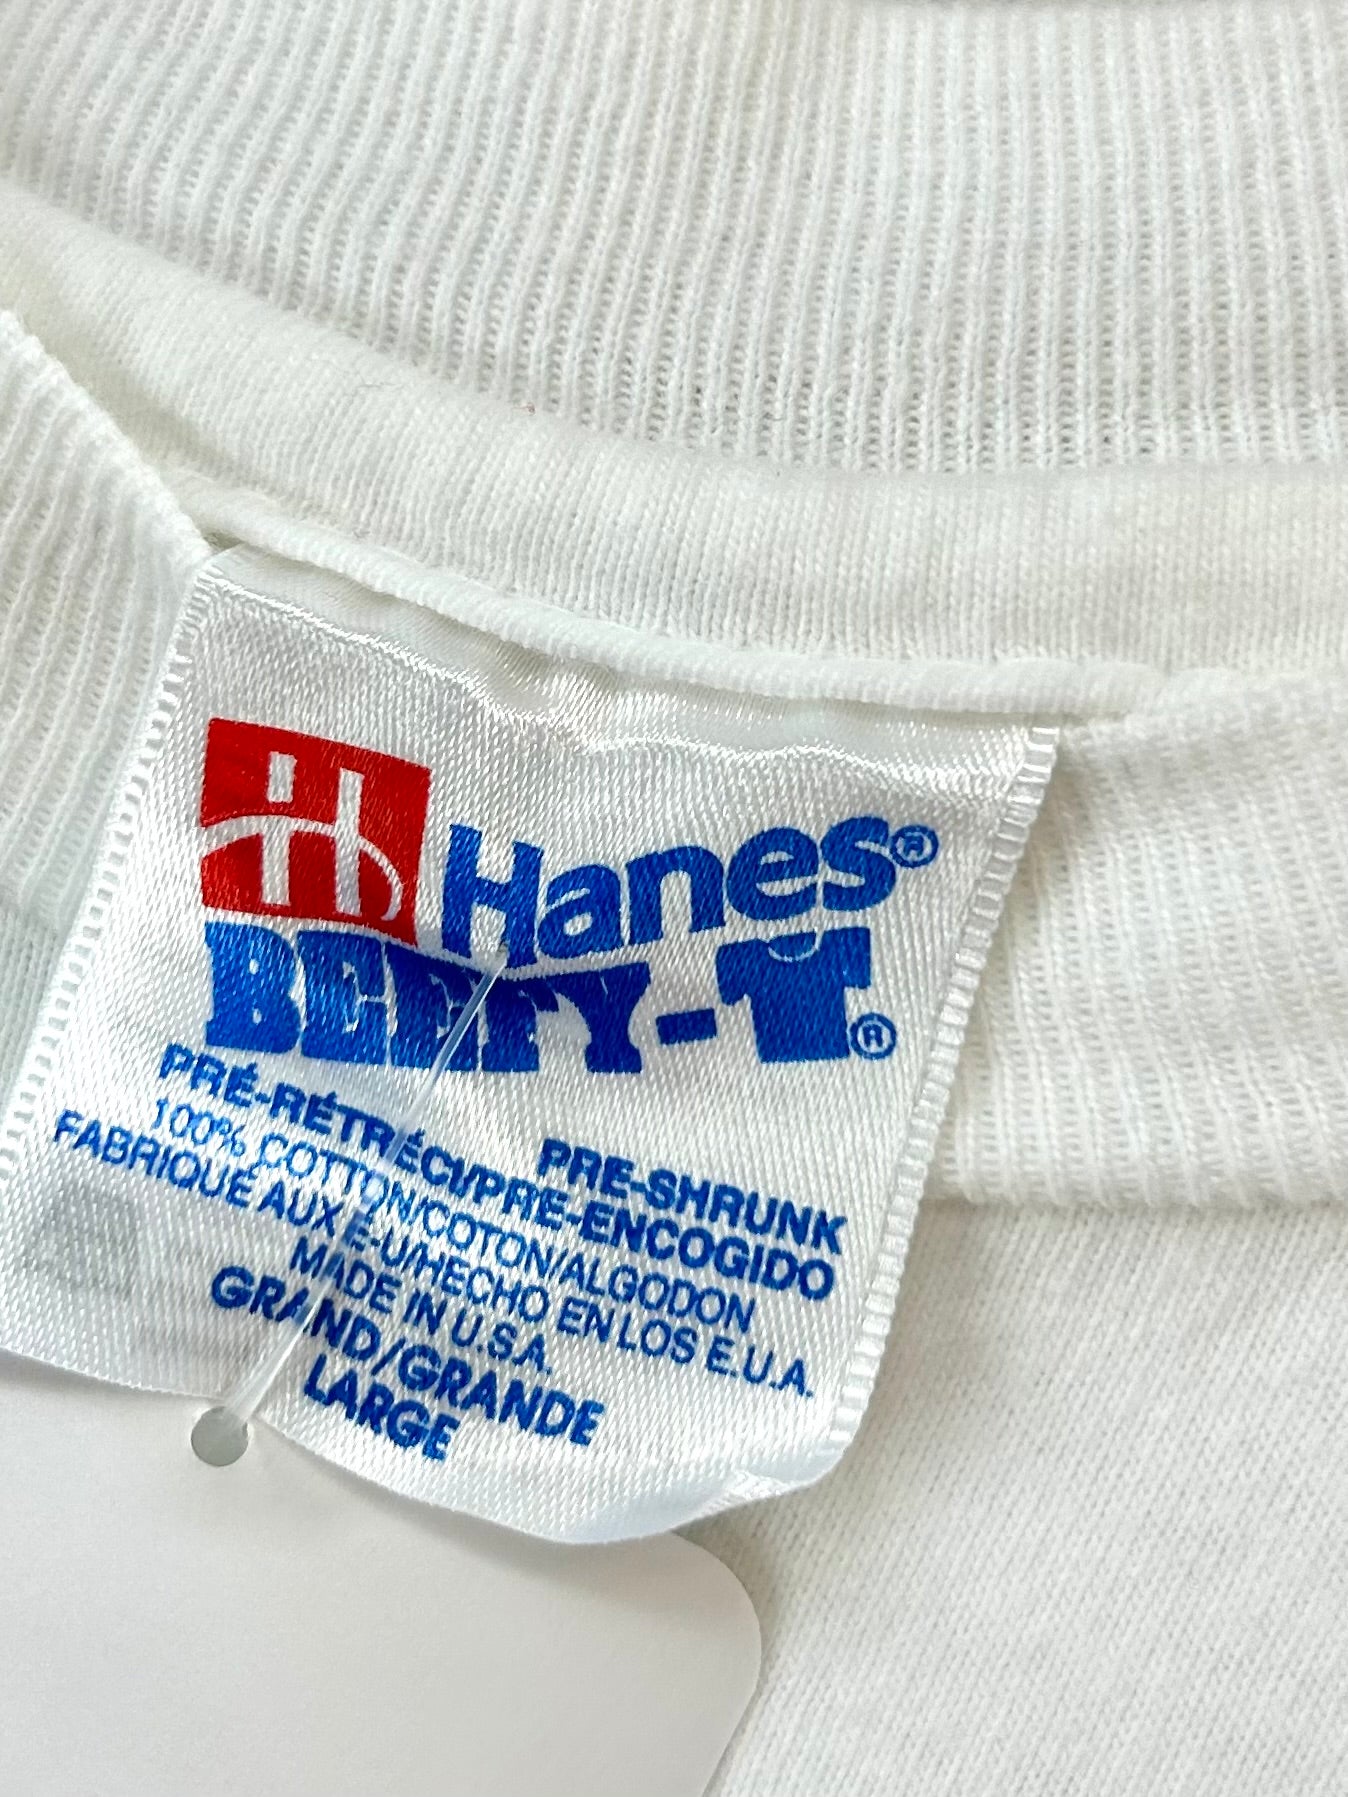 H Hanes®
BEEFY-T®
PRE-SHRUNK
PRÉ-RÉTRÉCI/PRE-ENCOGIDO
100% COTTON/COTON/ALGODON
FABRIQUÉ AUX É-U/HECHO EN LOS E.U.A.
MADE IN U.S.A.
GRAND/GRANDE
LARGE